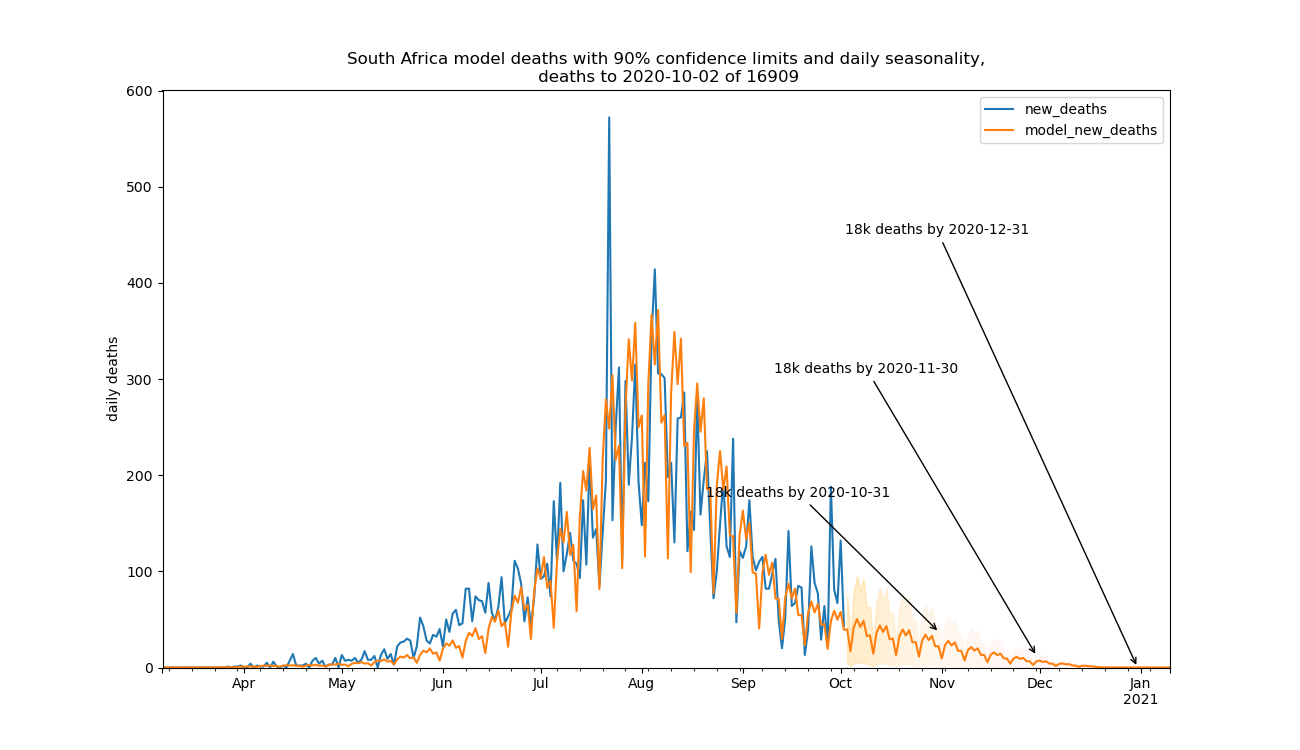 South Africa model deaths with 90% confidence limits and daily seasonality,
deaths to 2020-10-02 of 16909
600
new_deaths
model_new_deaths
500
18k deaths by 2020-12-31
400
daily deaths
18k deaths by 2020-11-30
300
200
18k deaths by 2020-10-31
100
0
Apr May Jun Jul Aug Sep Oct Nov Dec Jan
2021